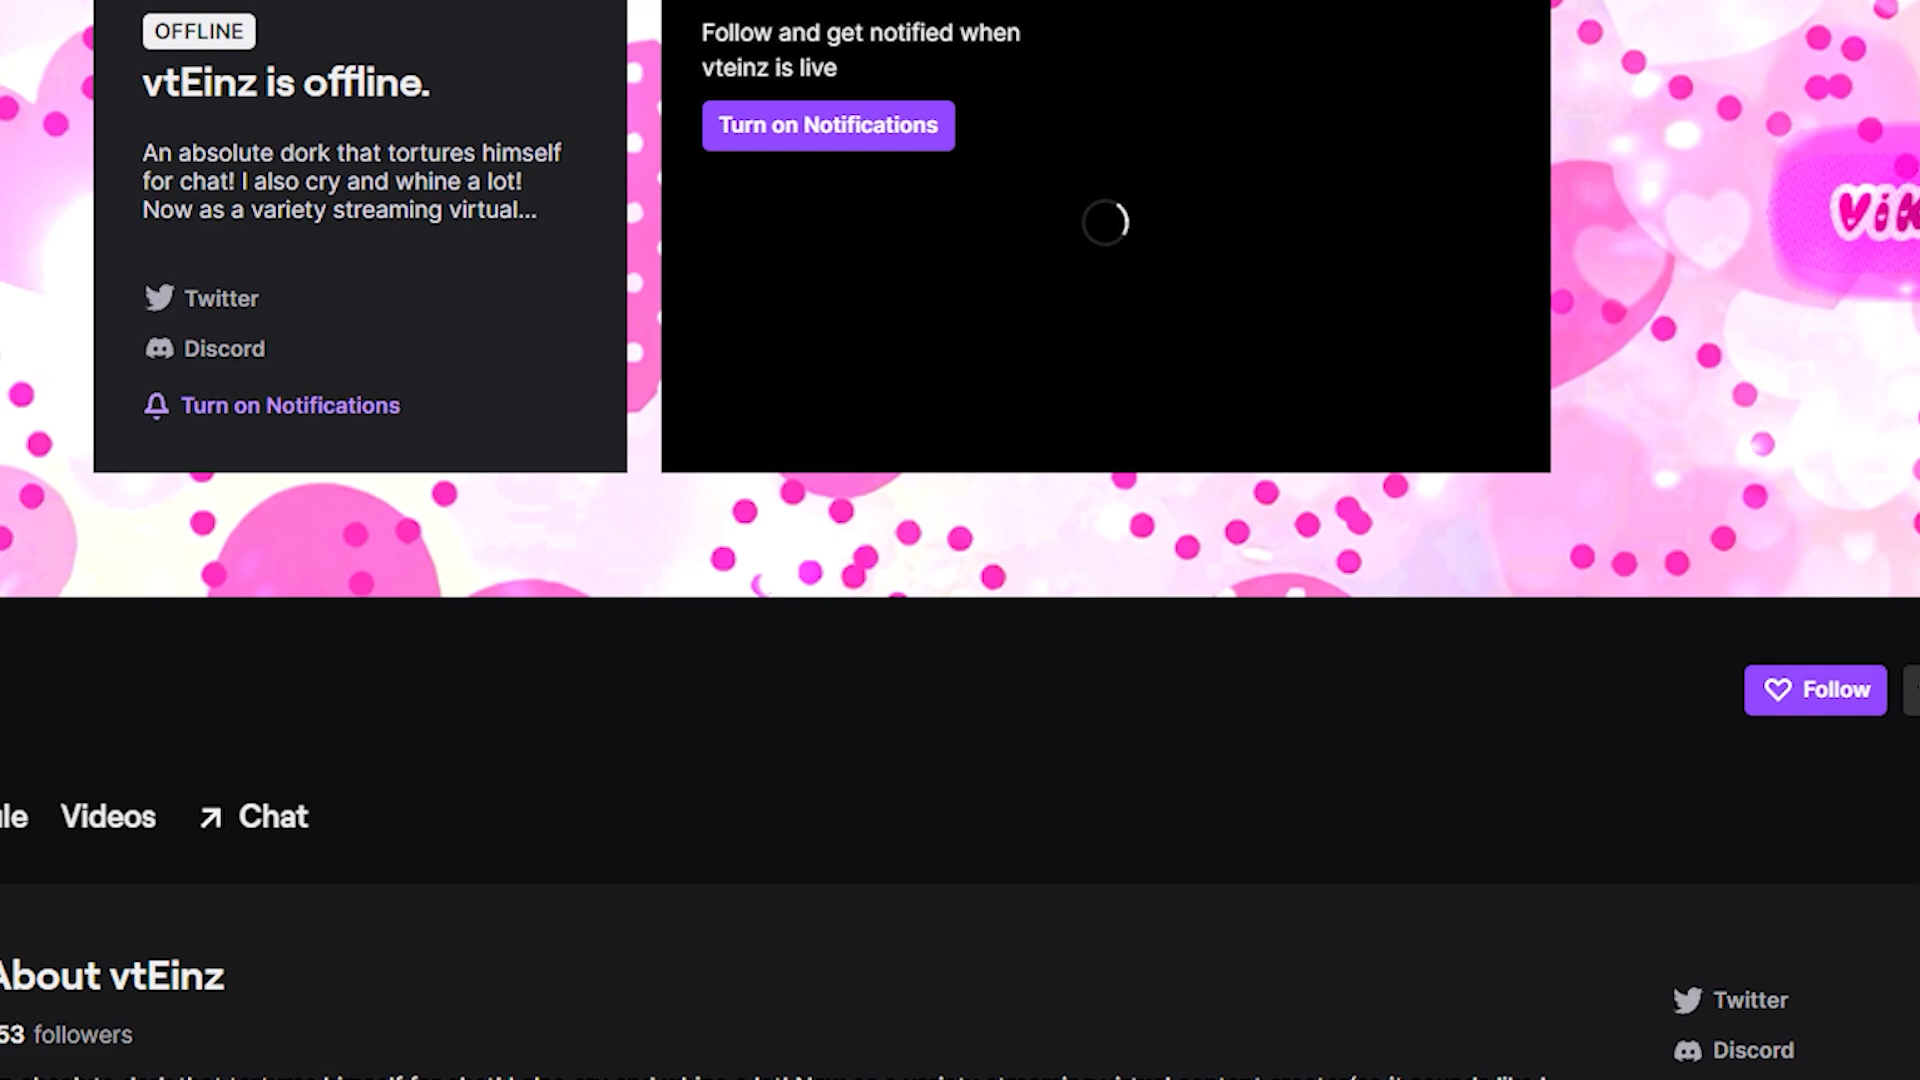 OFFLINE
vtEinz is offline.
An absolute dork that tortures himself
for chat! I also cry and whine a lot!
Now as a variety streaming virtual...
Twitter
Discord
Turn on Notifications
Follow and get notified when
vteinz is live
Turn on Notifications
Follow
Videos
Chat
About vtEinz
53 followers
Twitter
Discord